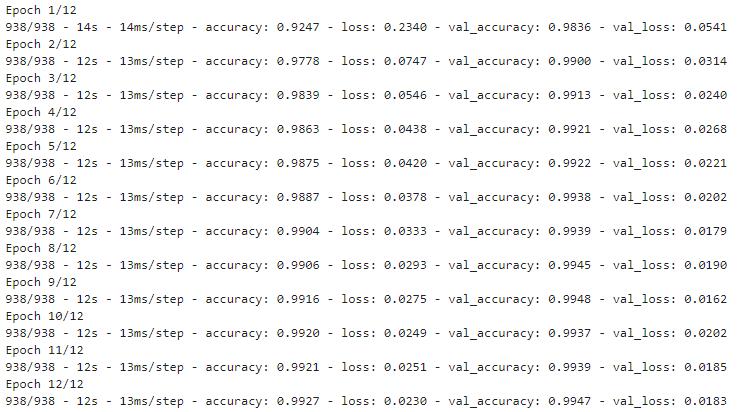 Epoch 1/12
938/938 - 14s - 14ms/step - accuracy: 0.9247 - loss: 0.2340 - val_accuracy: 0.9836 - val_loss: 0.0541
Epoch 2/12
938/938 - 12s - 13ms/step - accuracy: 0.9778 - loss: 0.0747 - val_accuracy: 0.9900 - val_loss: 0.0314
Epoch 3/12
938/938 - 12s - 13ms/step - accuracy: 0.9839 - loss: 0.0546 - val_accuracy: 0.9913 - val_loss: 0.0240
Epoch 4/12
938/938 - 12s - 13ms/step - accuracy: 0.9863 - loss: 0.0438 - val_accuracy: 0.9921 - val_loss: 0.0268
Epoch 5/12
938/938 - 12s - 13ms/step - accuracy: 0.9875 - loss: 0.0420 - val_accuracy: 0.9922 - val_loss: 0.0221
Epoch 6/12
938/938 - 12s - 13ms/step - accuracy: 0.9887 - loss: 0.0378 - val_accuracy: 0.9938 - val_loss: 0.0202
Epoch 7/12
938/938 - 12s - 13ms/step - accuracy: 0.9904 - loss: 0.0333 - val_accuracy: 0.9939 - val_loss: 0.0179
Epoch 8/12
938/938 - 12s - 13ms/step - accuracy: 0.9906 - loss: 0.0293 - val_accuracy: 0.9945 - val_loss: 0.0190
Epoch 9/12
938/938 - 12s - 13ms/step - accuracy: 0.9916 - loss: 0.0275 - val_accuracy: 0.9948 - val_loss: 0.0162
Epoch 10/12
938/938 - 12s - 13ms/step - accuracy: 0.9920 - loss: 0.0249 - val_accuracy: 0.9937 - val_loss: 0.0202
Epoch 11/12
938/938 - 12s - 13ms/step - accuracy: 0.9921 - loss: 0.0251 - val_accuracy: 0.9939 - val_loss: 0.0185
Epoch 12/12
938/938 - 12s - 13ms/step - accuracy: 0.9927 - loss: 0.0230 - val_accuracy: 0.9947 - val_loss: 0.0183